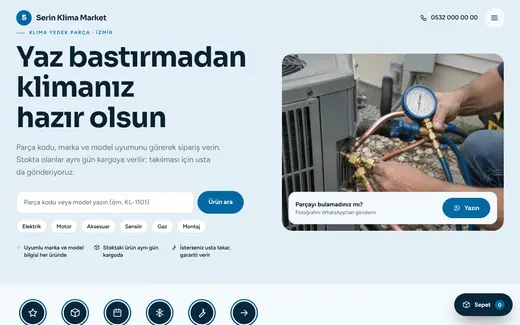 S Serin Klima Market
0532 000 00 00
KLİMA YEDEK PARÇA · İZMİR
Yaz bastırmadan
klimanız
hazır olsun
Parça kodu, marka ve model uyumunu görerek sipariş verin.
Stokta olanlar aynı gün kargoya verilir; takılması için usta
da gönderiyoruz.
Parça kodu veya model yazın (örn. KL-1101)
Ürün ara
Elektrik Motor Aksesuar Sensör Gaz Montaj
Uyumlu marka ve model
bilgisi her üründe
Stoktaki ürün aynı gün
kargoda
İsterseniz usta takar,
garanti verir
Parçayı bulamadınız mı?
Fotoğrafını WhatsApp'tan gönderin
Yazın
Sepet 0